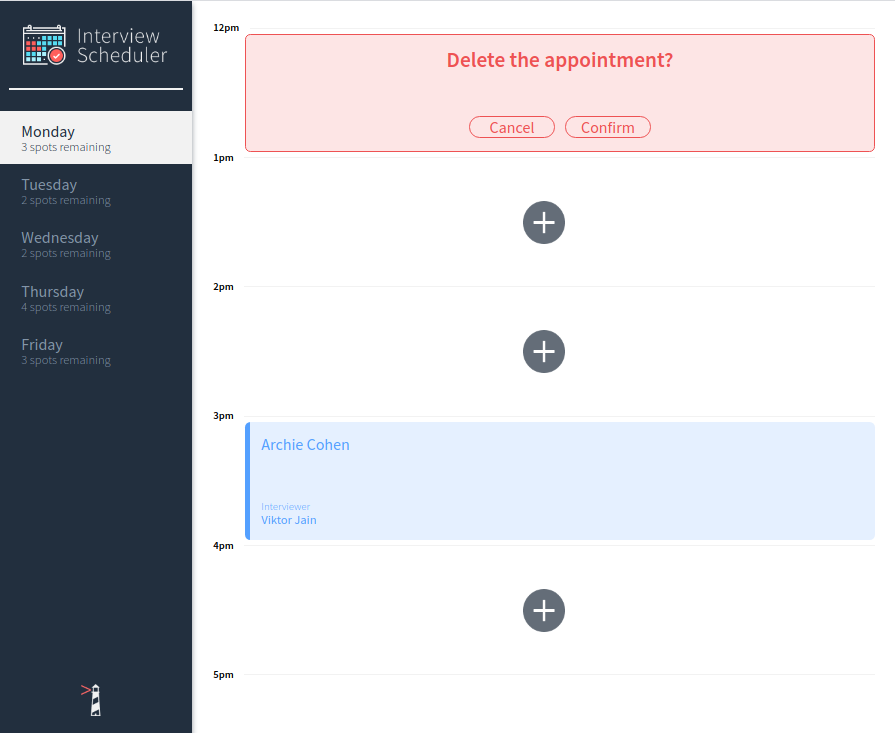 Interview
Scheduler
Monday
3 spots remaining
Tuesday
2 spots remaining
Wednesday
2 spots remaining
Thursday
4 spots remaining
Friday
3 spots remaining
12pm
Delete the appointment?
Cancel Confirm
1pm
2pm
3pm
Archie Cohen
Interviewer
Viktor Jain
4pm
5pm